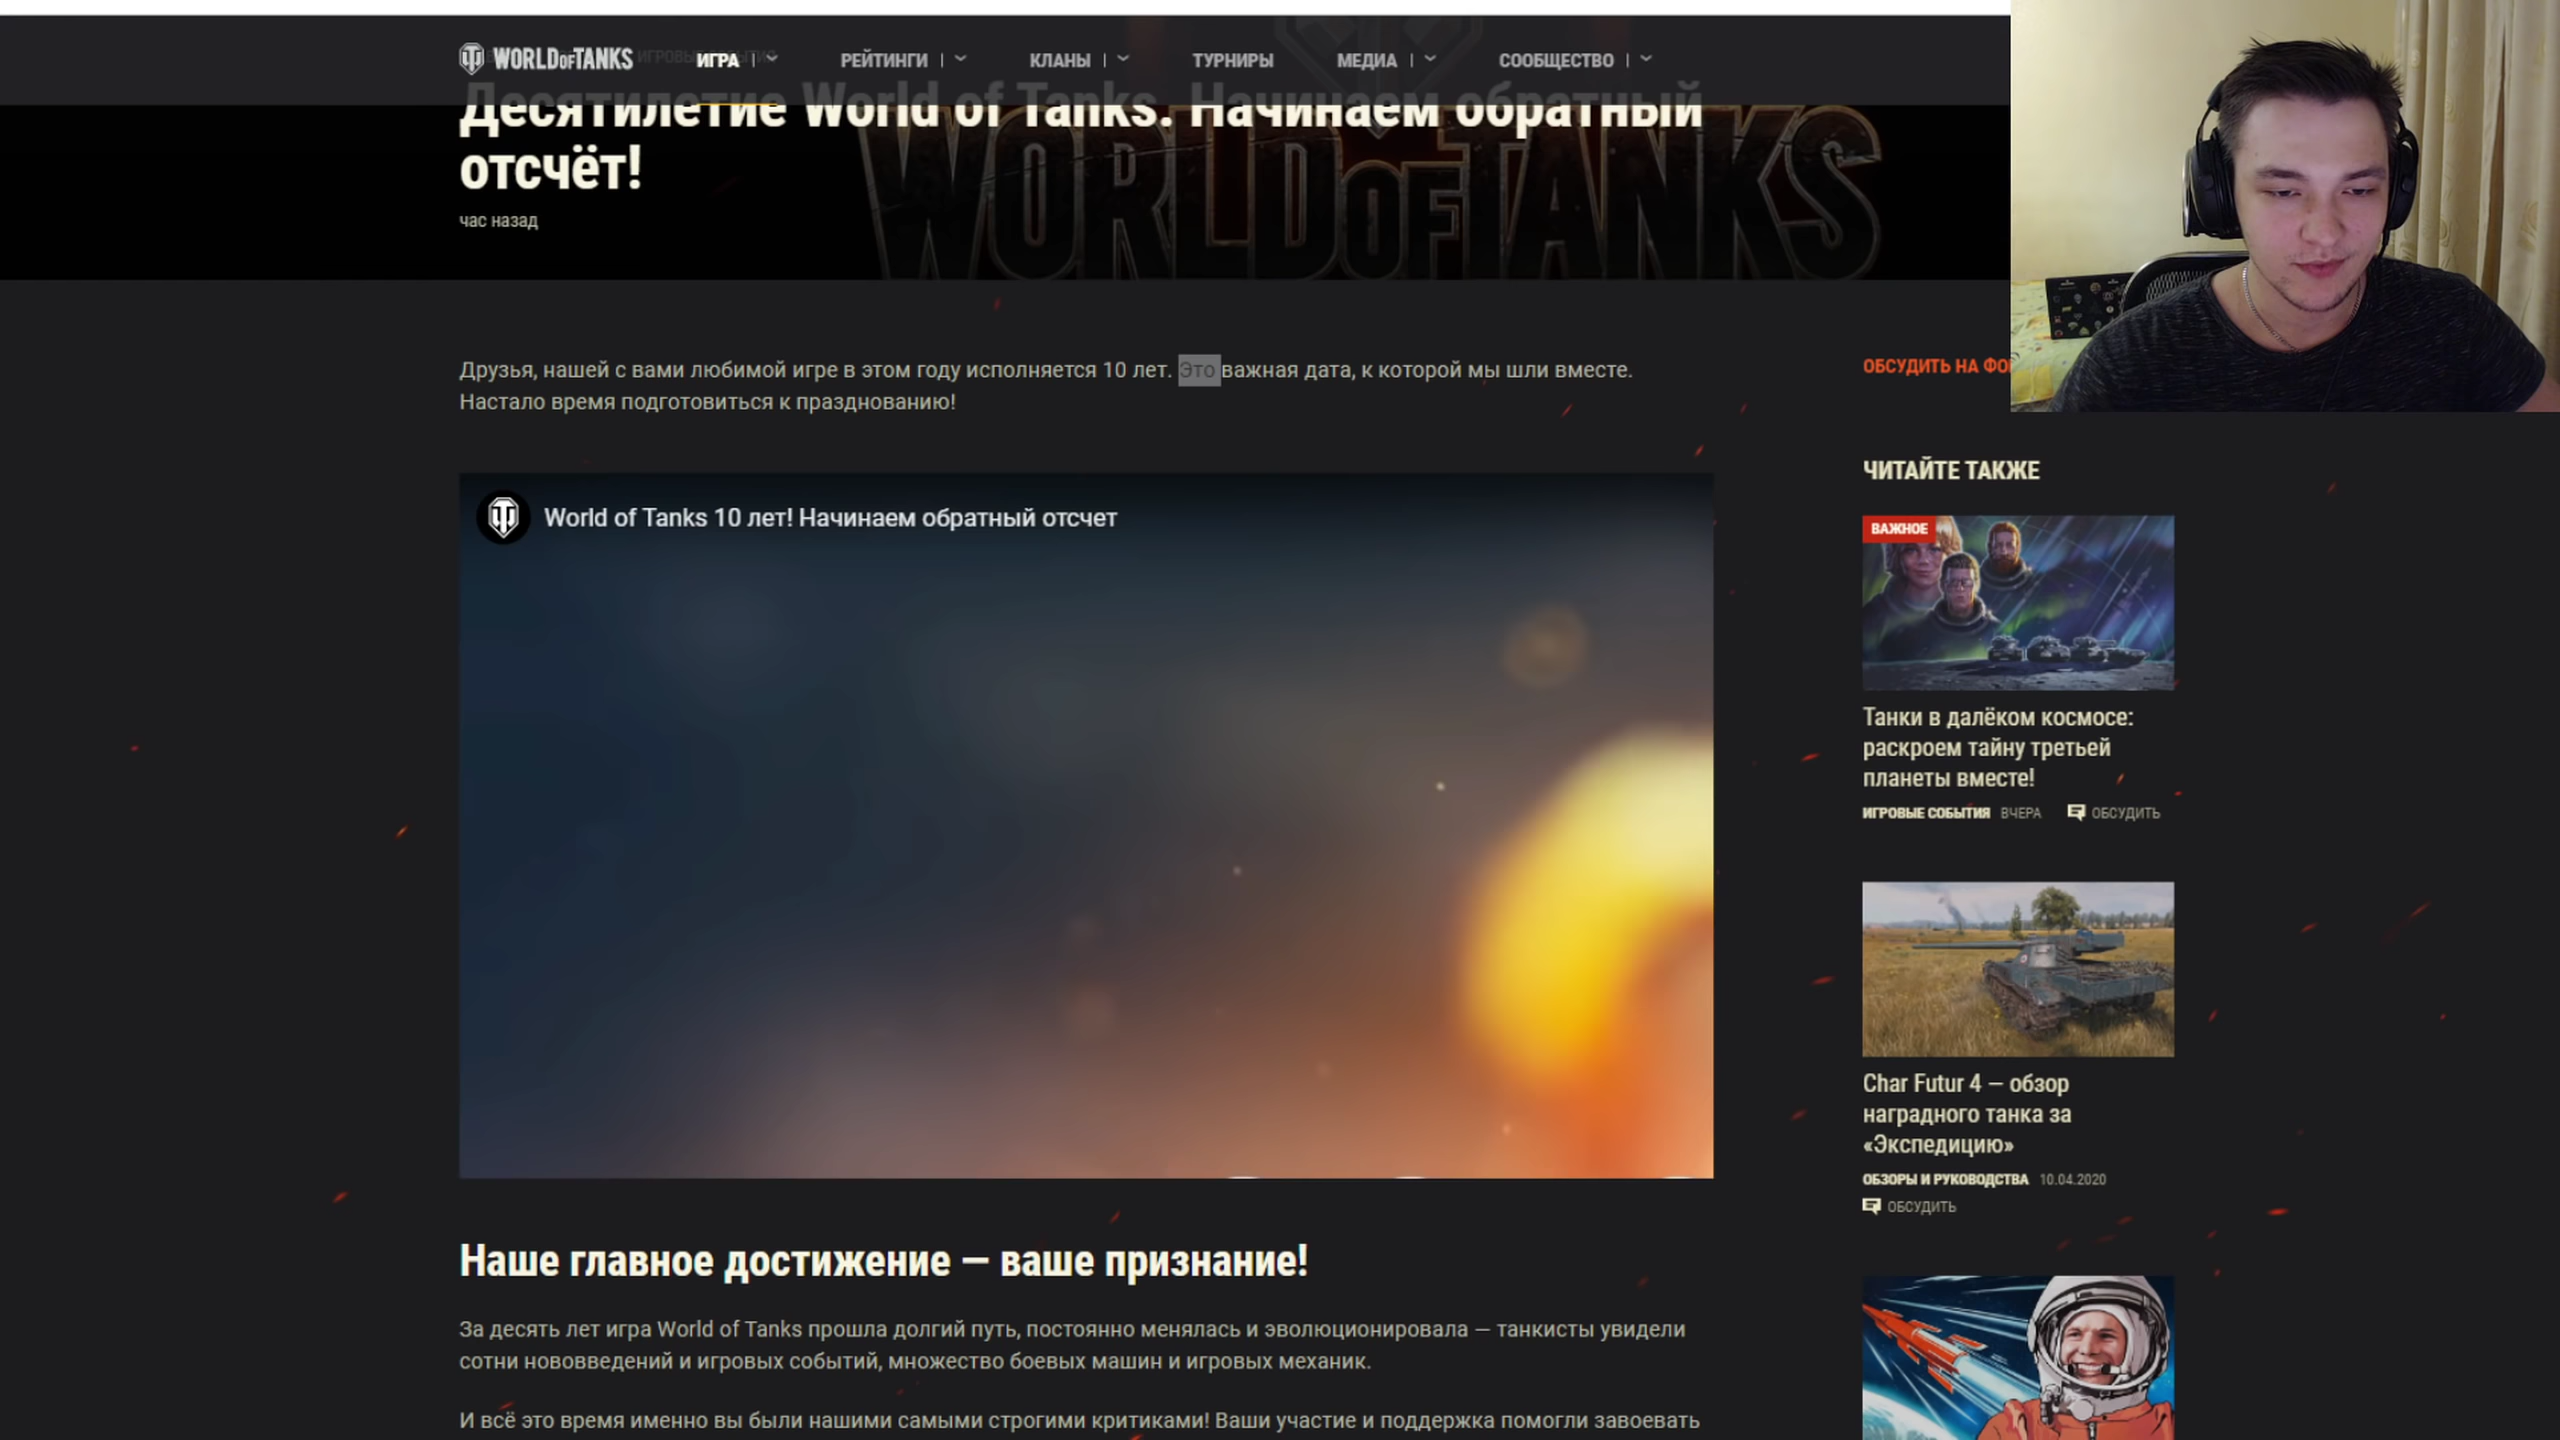 WORLD OF TANKS
ИГРА
РЕЙТИНГИ
КЛАНЫ
ТУРНИРЫ
МЕДИА
СООБЩЕСТВО
Десятилетие World of Tanks. Начинаем обратный
отсчёт!
час назад
WORLD OF TANKS
Друзья, нашей с вами любимой игре в этом году исполняется 10 лет. Это важная дата, к которой мы шли вместе.
Настало время подготовиться к празднованию!
World of Tanks 10 лет! Начинаем обратный отсчет
Наше главное достижение — ваше признание!
За десять лет игра World of Tanks прошла долгий путь, постоянно менялась и эволюционировала — танкисты увидели
сотни нововведений и игровых событий, множество боевых машин и игровых механик.
И всё это время именно вы были нашими самыми строгими критиками! Ваши участие и поддержка помогли завоевать
ОБСУДИТЬ НА
ЧИТАЙТЕ ТАКЖЕ
ВАЖНОЕ
Танки в далёком космосе:
раскроем тайну третьей
планеты вместе!
ИГРОВЫЕ СОБЫТИЯ ВЧЕРА ОБСУДИТЬ
Char Futur 4 — обзор
наградного танка за
«Экспедицию»
ОБЗОРЫ И РУКОВОДСТВА 10.04.2020
ОБСУДИТЬ